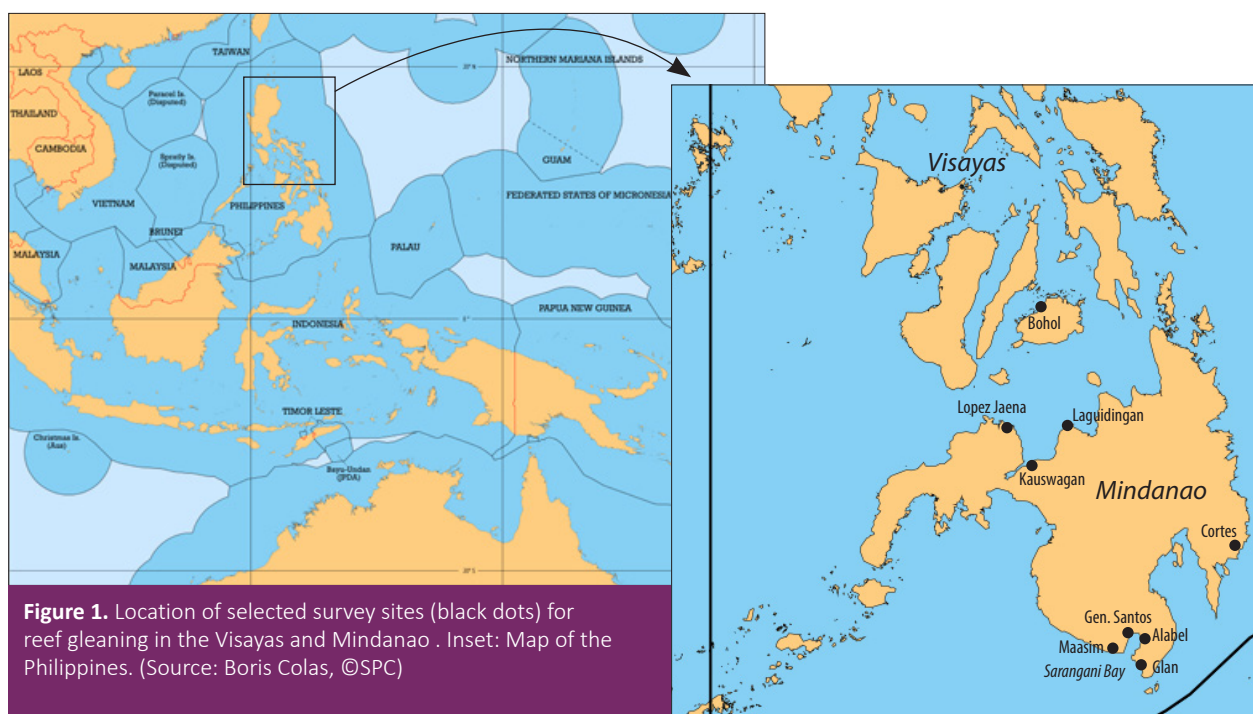 TAIWAN
NORTHERN MARIANA ISLANDS
20°N
LAOS
Paracel Is.
(Disputed)
THAILAND
CAMBODIA
Spratly Is.
(Disputed)
GUAM
VIETNAM
PHILIPPINES
FEDERATED STATES OF MICRONESIA
BRUNEI
PALAU
MALAYSIA
MALAYSIA
PAPUA NEW GUINEA
INDONESIA
0°
TIMOR LESTE
Christmas Is.
(Aus)
Bayu-Undan
(JPDA)
20°S
Visayas
Bohol
Lopez Jaena
Laguidingan
Kauswagan
Mindanao
Cortes
Gen. Santos
Alabel
Maasim
Sarangani Bay
Glan
Figure 1. Location of selected survey sites (black dots) for
reef gleaning in the Visayas and Mindanao . Inset: Map of the
Philippines. (Source: Boris Colas, ©SPC)